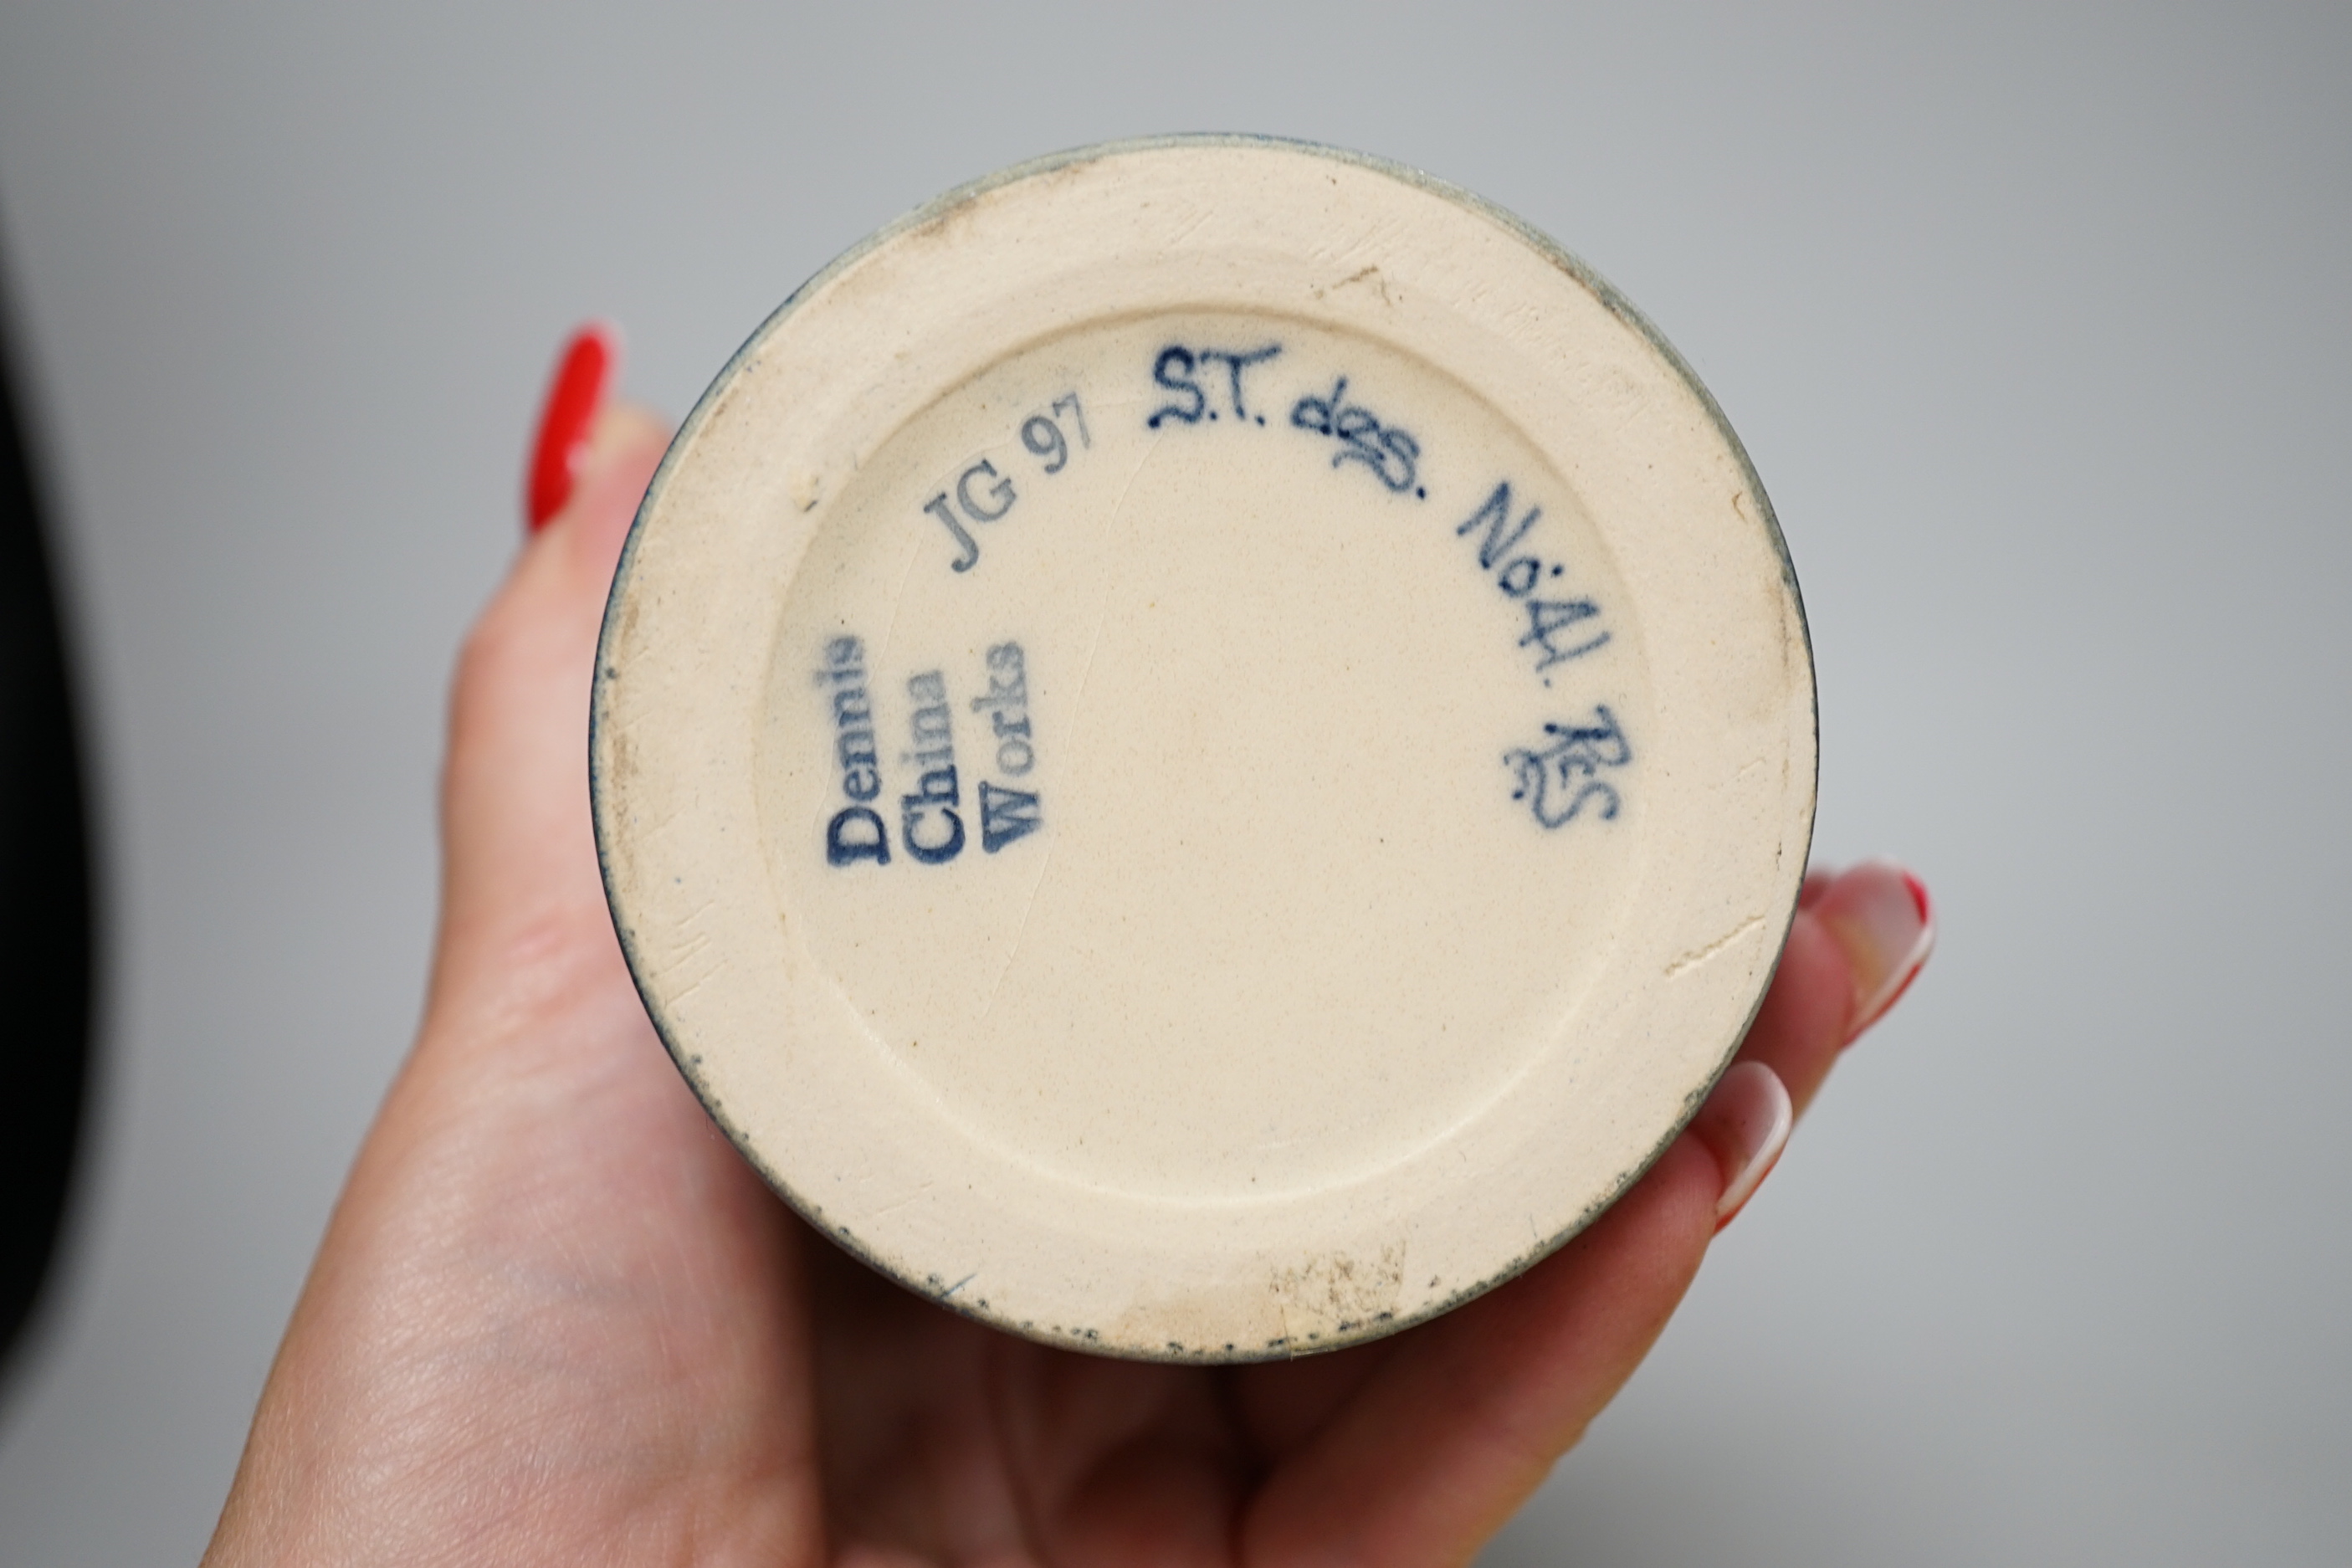 Dennis
China
Works
JG 97
S.T. des. No.41.